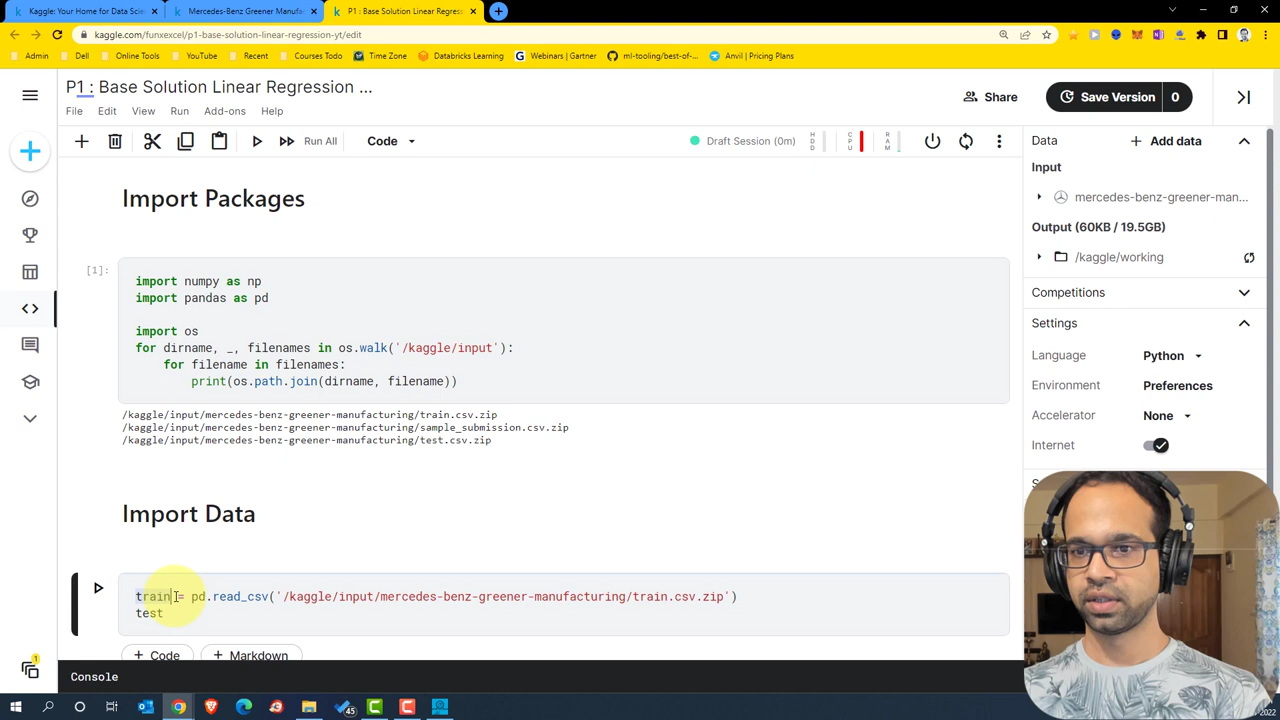 Kaggle: Your Home for Data Scien
Mercedes-Benz Greener Manufac
P1 : Base Solution Linear Regress
kaggle.com/funxexcel/p1-base-solution-linear-regression-yt/edit
Admin
Dell
Online Tools
YouTube
Recent
Courses Todo
Time Zone
Databricks Learning
Webinars | Gartner
ml-tooling/best-of-...
Anvil | Pricing Plans
P1 : Base Solution Linear Regression ...
File
Edit
View
Run
Add-ons
Help
Share
Save Version
0
Run All
Code
Draft Session (0m)
HDD
CPU
RAM
Data
Add data
Input
mercedes-benz-greener-man...
Output (60KB / 19.5GB)
/kaggle/working
Competitions
Settings
Language
Python
Environment
Preferences
Accelerator
None
Internet
Import Packages
[1]:
import numpy as np
import pandas as pd
import os
for dirname, _, filenames in os.walk('/kaggle/input'):
for filename in filenames:
print(os.path.join(dirname, filename))
/kaggle/input/mercedes-benz-greener-manufacturing/train.csv.zip
/kaggle/input/mercedes-benz-greener-manufacturing/sample_submission.csv.zip
/kaggle/input/mercedes-benz-greener-manufacturing/test.csv.zip
Import Data
train = pd.read_csv('/kaggle/input/mercedes-benz-greener-manufacturing/train.csv.zip')
test
+ Code
+ Markdown
Console
1
45
2022